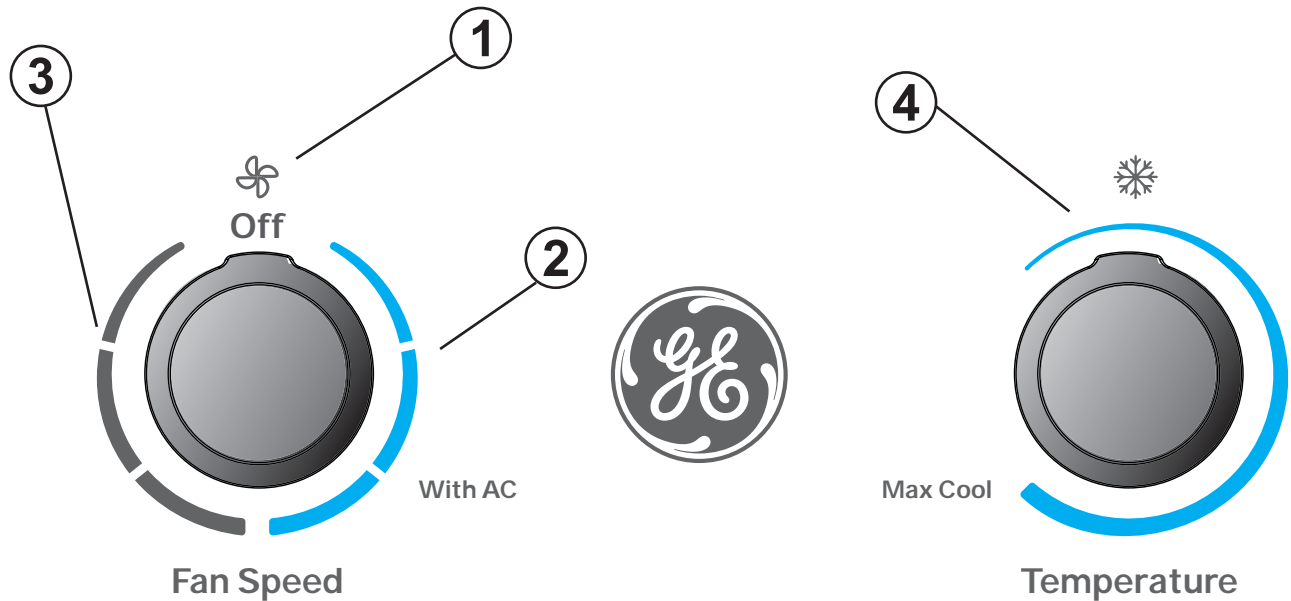 1
3
4
Off
2
GE
With AC
Max Cool
Fan Speed
Temperature